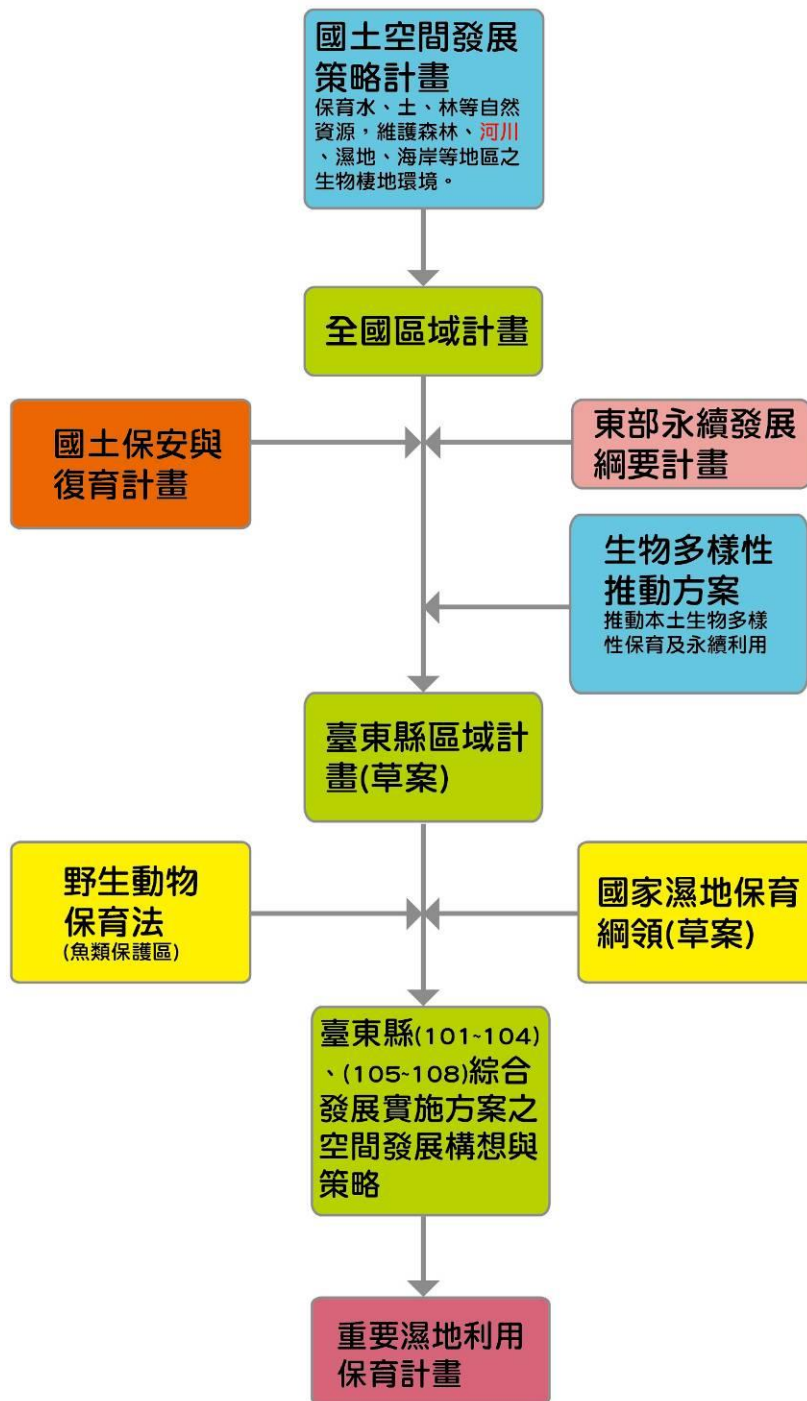 國土空間發展
策略計畫
保育水、土、林等自然
資源，維護森林、河川
、濕地、海岸等地區之
生物棲地環境。
全國區域計畫
國土保安與
復育計畫
東部永續發展
綱要計畫
生物多樣性
推動方案
推動本土生物多樣
性保育及永續利用
臺東縣區域計
畫(草案)
野生動物
保育法
(魚類保護區)
國家濕地保育
綱領(草案)
臺東縣(101~104)
、(105~108)綜合
發展實施方案之
空間發展構想與
策略
重要濕地利用
保育計畫